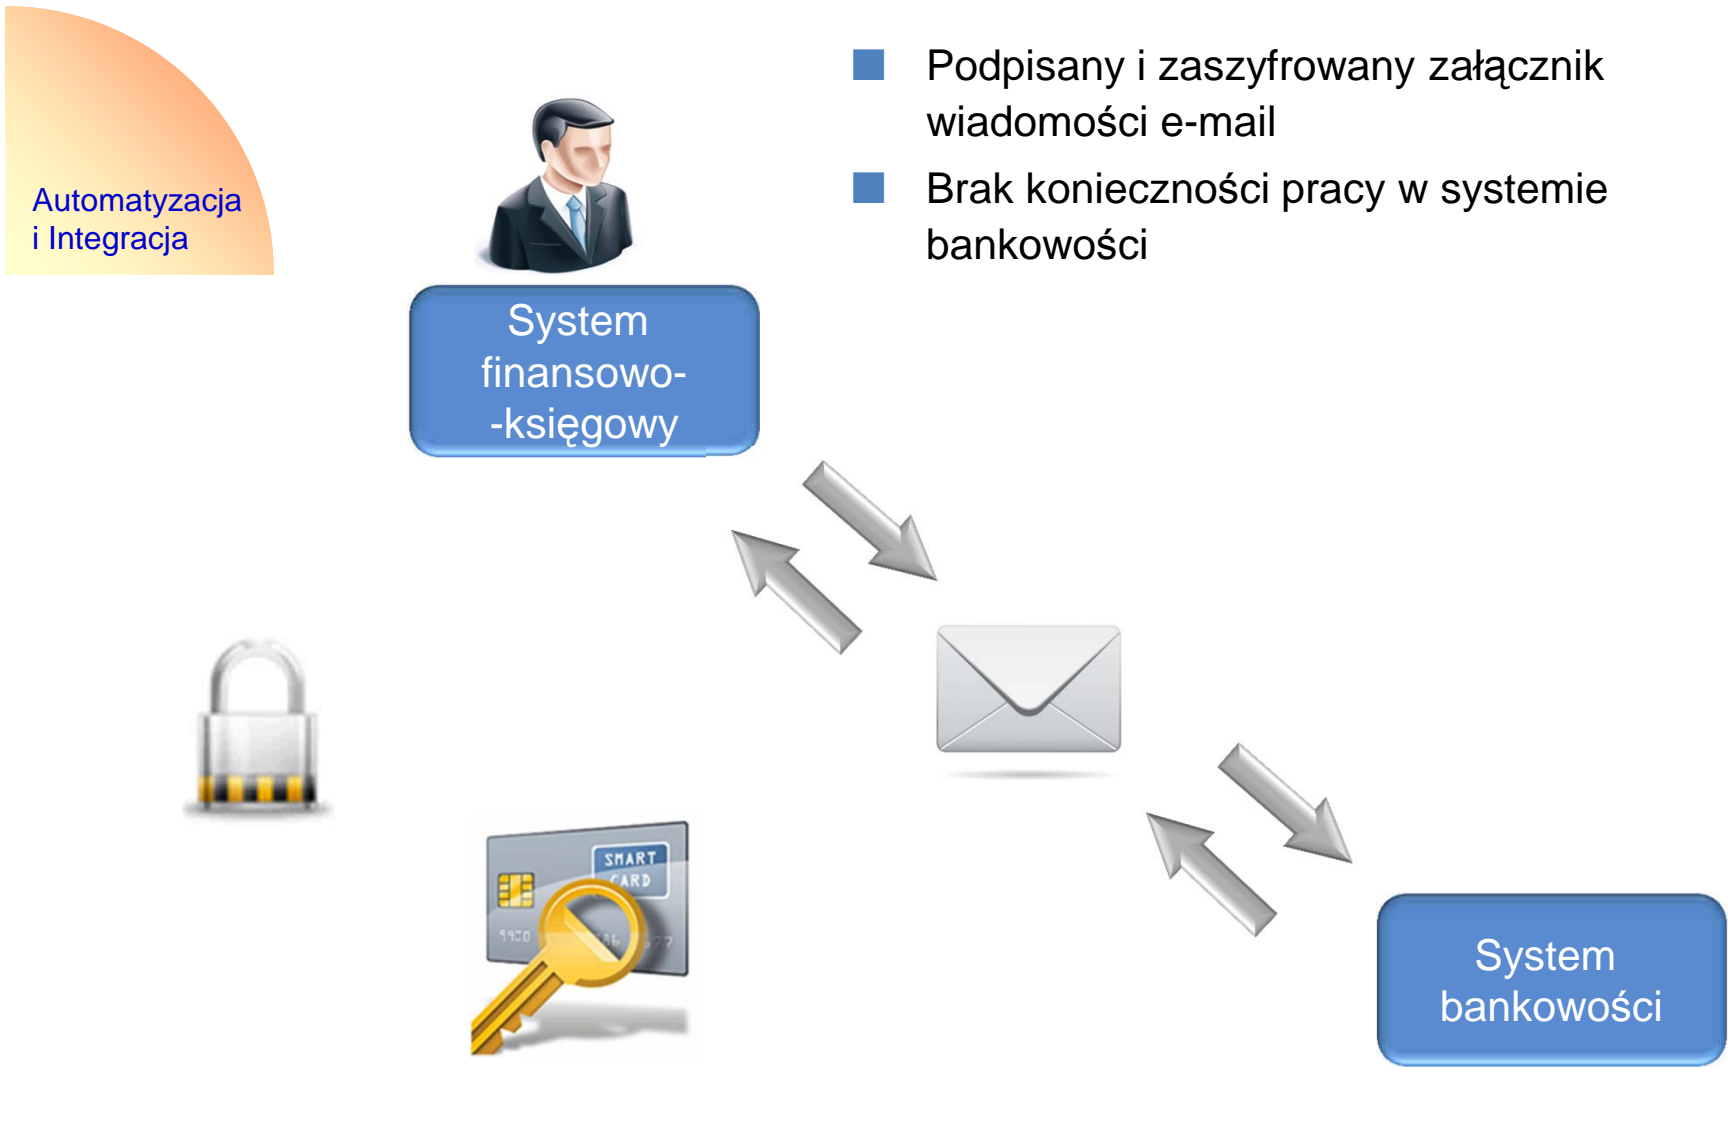 Podpisany i zaszyfrowany załącznik
wiadomości e-mail
Brak konieczności pracy w systemie
bankowości
Automatyzacja
i Integracja
System
finansowo-
-księgowy
SMART
CARD
System
bankowości